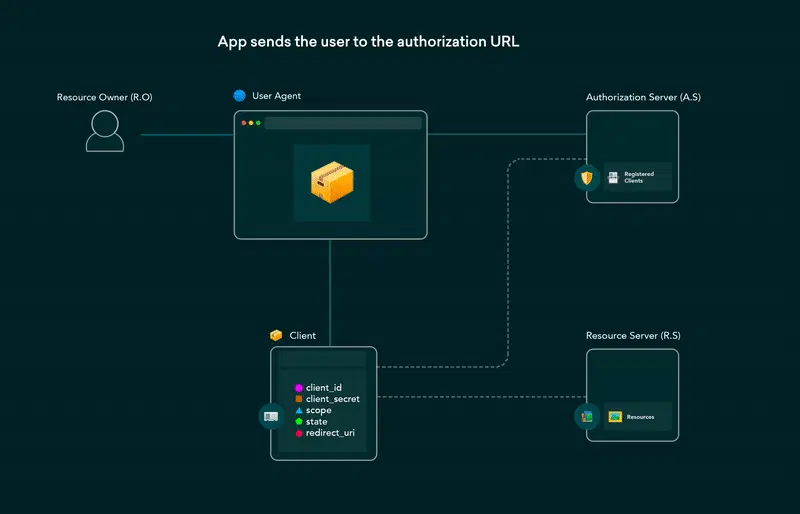 App sends the user to the authorization URL
Resource Owner (R.O)
User Agent
Authorization Server (A.S)
Registered
Clients
Client
client_id
client_secret
scope
state
redirect_uri
Resource Server (R.S)
Resources